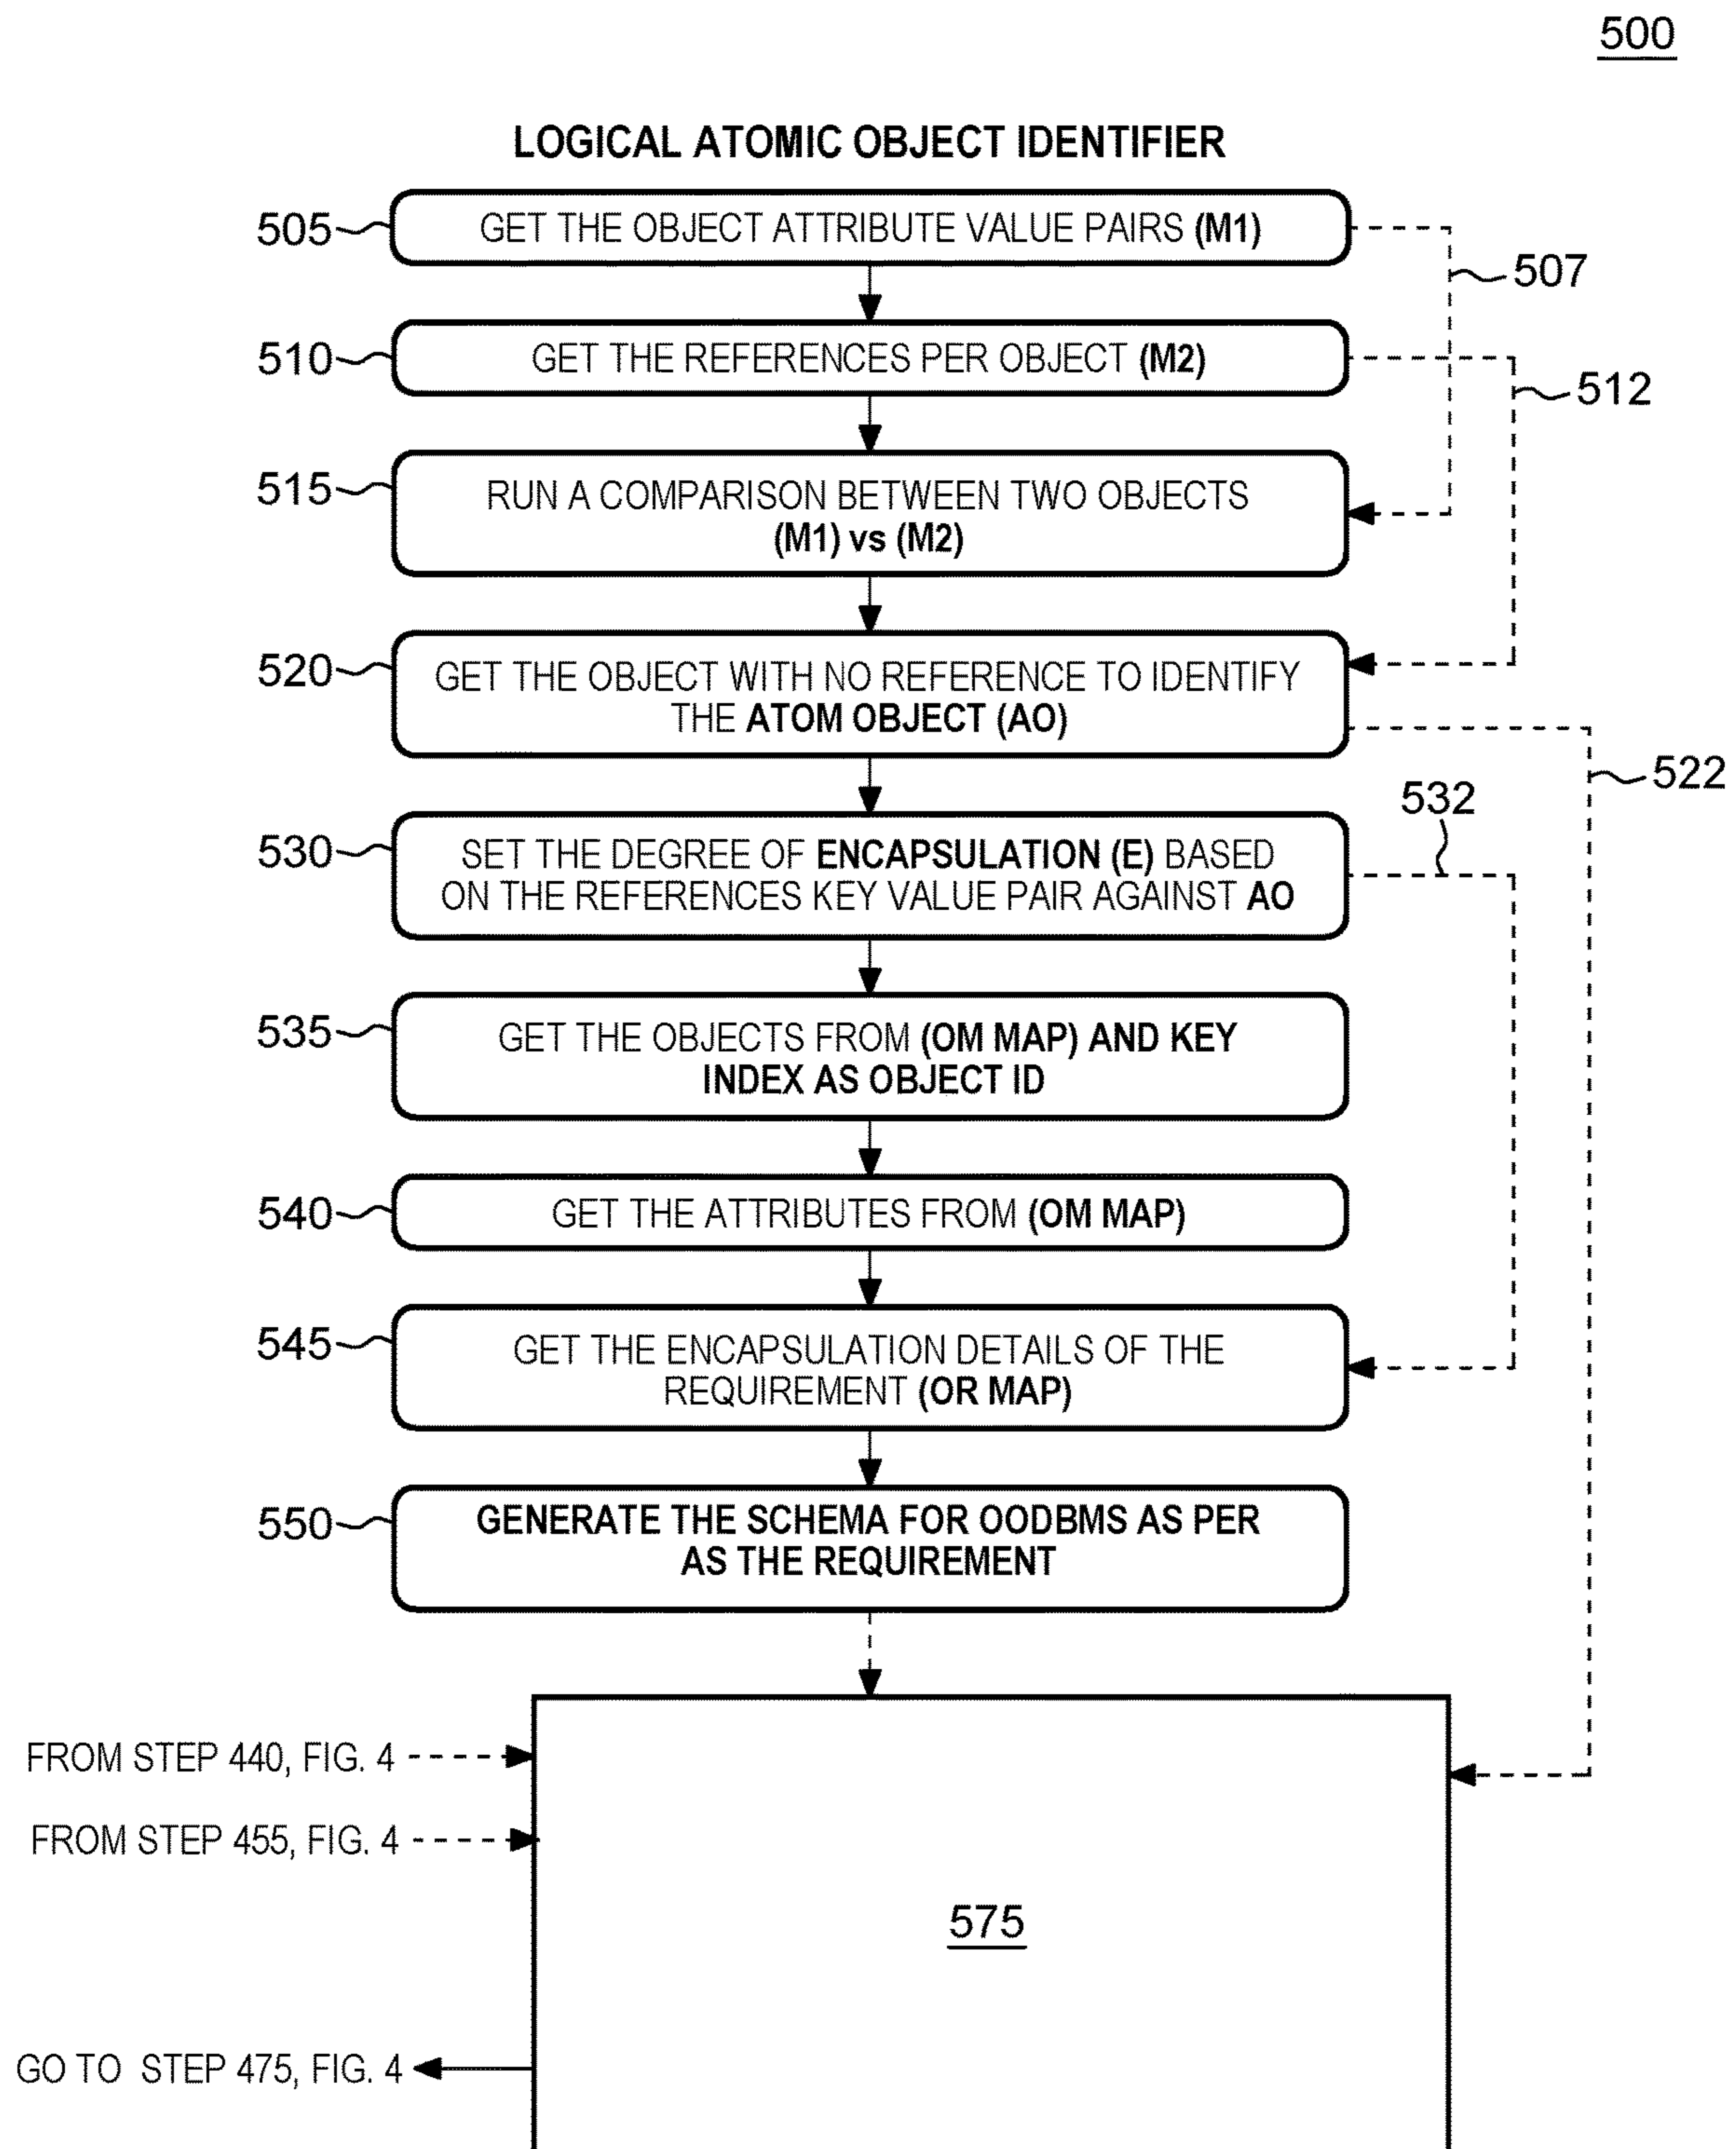 500
LOGICAL ATOMIC OBJECT IDENTIFIER
505
GET THE OBJECT ATTRIBUTE VALUE PAIRS (M1)
507
510
GET THE REFERENCES PER OBJECT (M2)
512
515
RUN A COMPARISON BETWEEN TWO OBJECTS
(M1) vs (M2)
520
GET THE OBJECT WITH NO REFERENCE TO IDENTIFY
THE ATOM OBJECT (AO)
522
532
530
SET THE DEGREE OF ENCAPSULATION (E) BASED
ON THE REFERENCES KEY VALUE PAIR AGAINST AO
535
GET THE OBJECTS FROM (OM MAP) AND KEY
INDEX AS OBJECT ID
540
GET THE ATTRIBUTES FROM (OM MAP)
545
GET THE ENCAPSULATION DETAILS OF THE
REQUIREMENT (OR MAP)
550
GENERATE THE SCHEMA FOR OODBMS AS PER
AS THE REQUIREMENT
FROM STEP 440, FIG. 4
FROM STEP 455, FIG. 4
575
GO TO STEP 475, FIG. 4